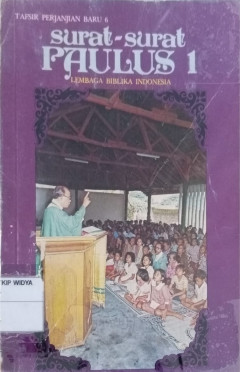 TAFSIR PERJANJIAN BARU 6
surat-surat
PAULUS 1
LEMBAGA BIBLIKA INDONESIA
KIP WIDYA